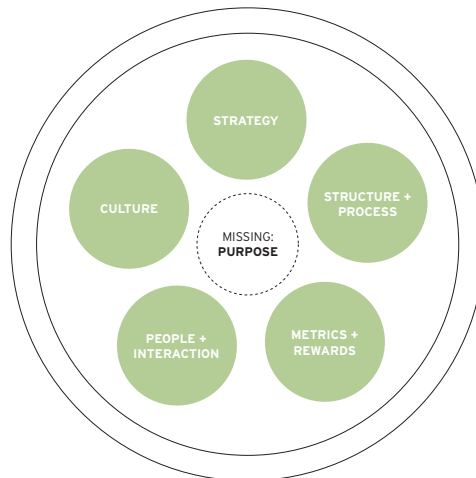 STRATEGY
CULTURE
STRUCTURE +
PROCESS
MISSING:
PURPOSE
PEOPLE +
INTERACTION
METRICS +
REWARDS